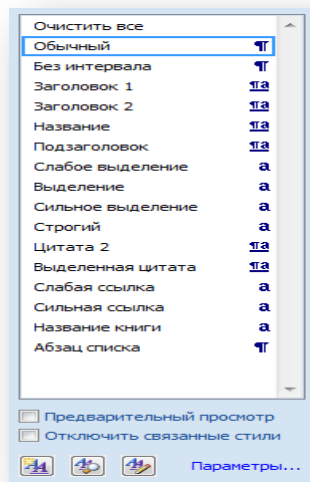 Очистить все
Обычный ¶
Без интервала ¶
Заголовок 1 ¶a
Заголовок 2 ¶a
Название ¶a
Подзаголовок ¶a
Слабое выделение a
Выделение a
Сильное выделение a
Строгий a
Цитата 2 ¶a
Выделенная цитата ¶a
Слабая ссылка a
Сильная ссылка a
Название книги a
Абзац списка ¶
Предварительный просмотр
Отключить связанные стили
Параметры...